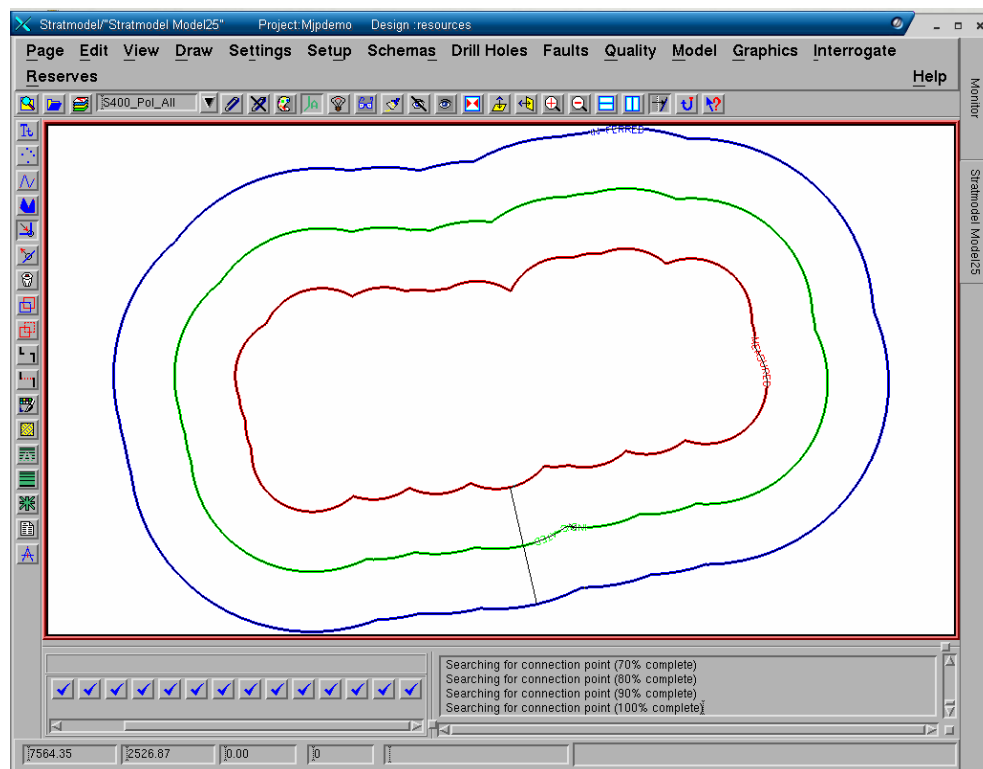 Stratmodel/"Stratmodel Model25" Project:Mjpdemo Design :resources
Page Edit View Draw Settings Setup Schemas Drill Holes Faults Quality Model Graphics Interrogate
Reserves Help
S400_Pol_All
Monitor
Stratmodel Model25
INFERRED
MEASURED
Searching for connection point (70% complete)
Searching for connection point (80% complete)
Searching for connection point (90% complete)
Searching for connection point (100% complete)
7564.35 2526.87 0.00 0